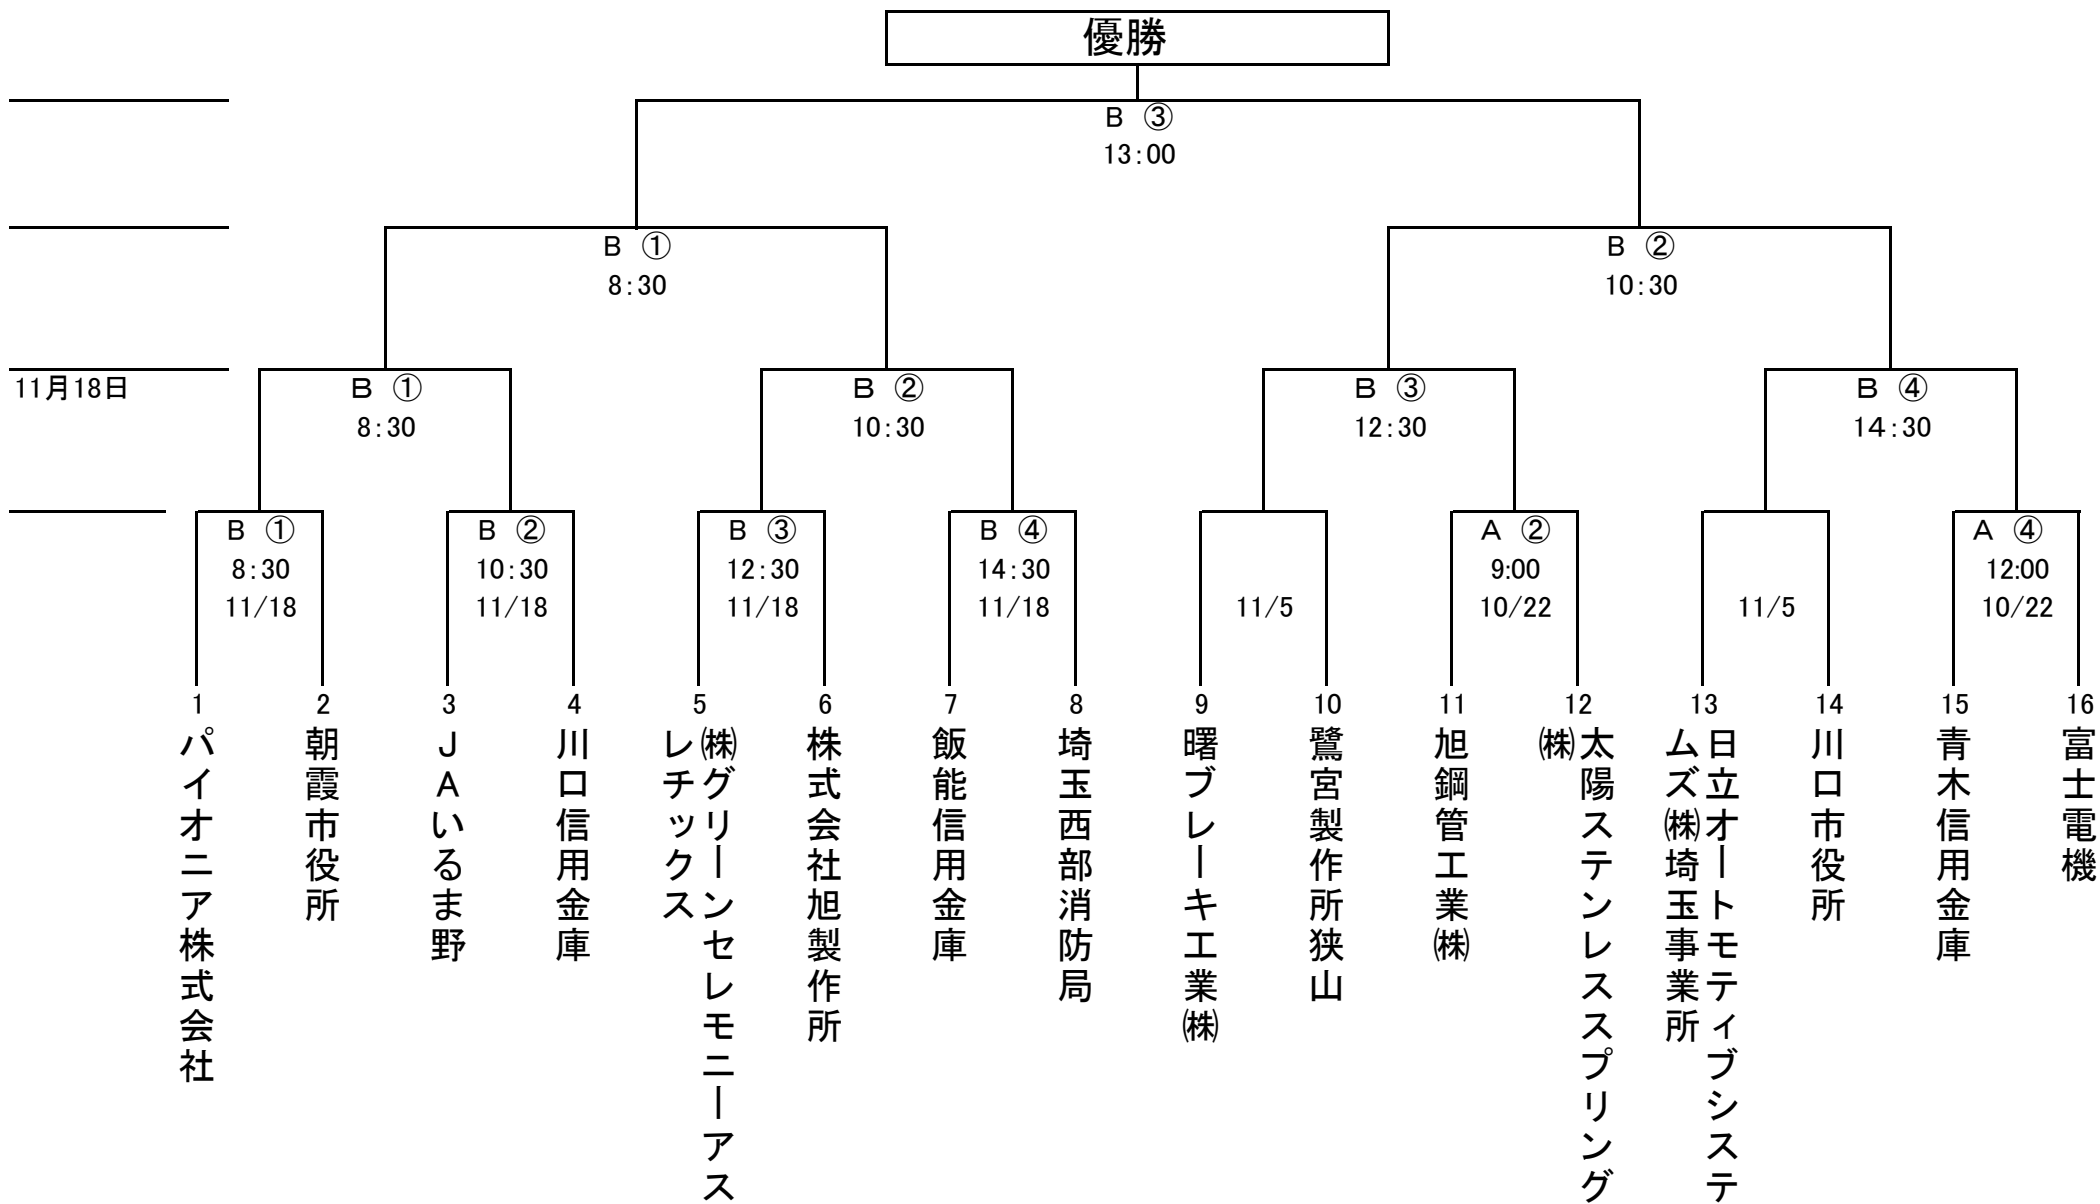 優勝
B ③
13:00
B ①
8:30
B ②
10:30
11月18日
B ①
8:30
B ②
10:30
B ③
12:30
B ④
14:30
B ①
8:30
11/18
B ②
10:30
11/18
B ③
12:30
11/18
B ④
14:30
11/18
11/5
A ②
9:00
10/22
11/5
A ④
12:00
10/22
1
パイオニア株式会社
2
朝霞市役所
3
JAいるま野
4
川口信用金庫
5
㈱グリーンセレモニーアス
レチックス
6
株式会社旭製作所
7
飯能信用金庫
8
埼玉西部消防局
9
曙ブレーキ工業㈱
10
鷺宮製作所狭山
11
旭鋼管工業㈱
12
太陽ステンレススプリング
㈱
13
日立オートモティブシステ
ムズ㈱埼玉事業所
14
川口市役所
15
青木信用金庫
16
富士電機